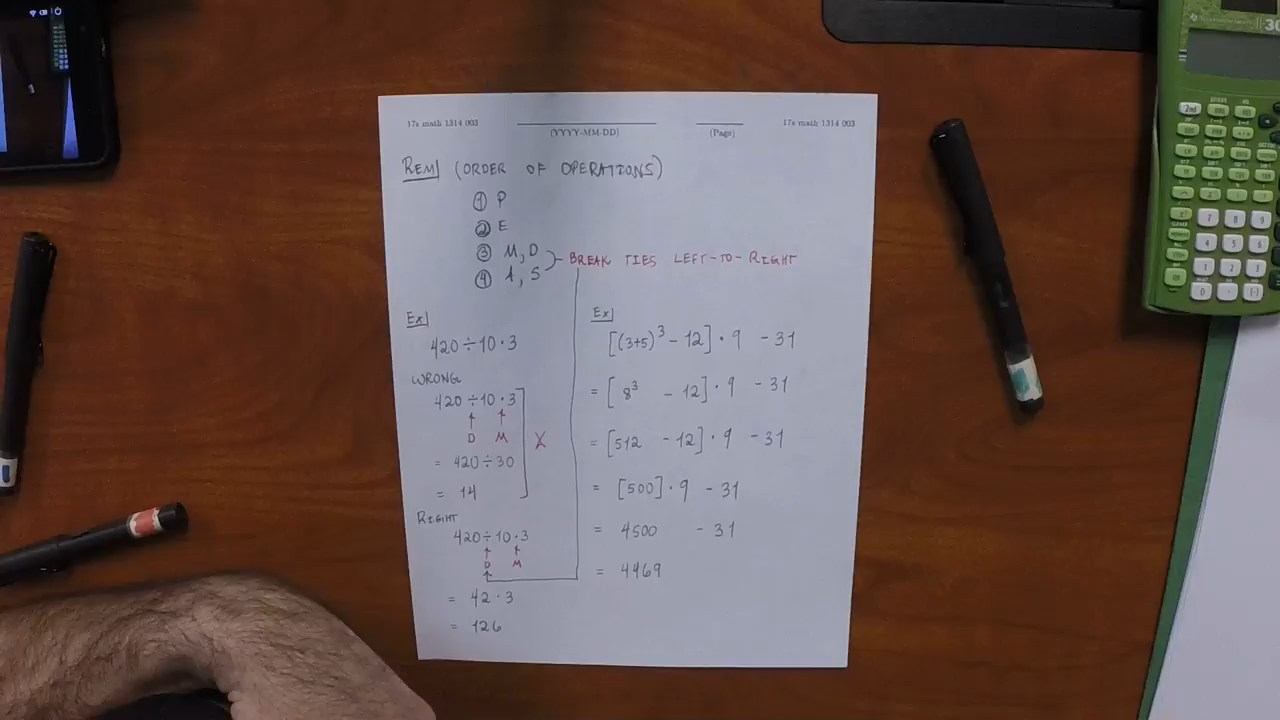 17s math 1314 003
(YYYY-MM-DD)
(Page)
17s math 1314 003
REM (ORDER OF OPERATIONS)
① P
② E
③ M, D
④ A, S
BREAK TIES LEFT-TO-RIGHT
Ex
420 ÷ 10 · 3
WRONG
420 ÷ 10 · 3
D M
= 420 ÷ 30
= 14
X
RIGHT
420 ÷ 10 · 3
D M
= 42 · 3
= 126
Ex
[(3+5)³ - 12] · 9 - 31
= [8³ - 12] · 9 - 31
= [512 - 12] · 9 - 31
= [500] · 9 - 31
= 4500 - 31
= 4469
2nd
7 8 9
4 5 6
1 2 3
0 . (-)